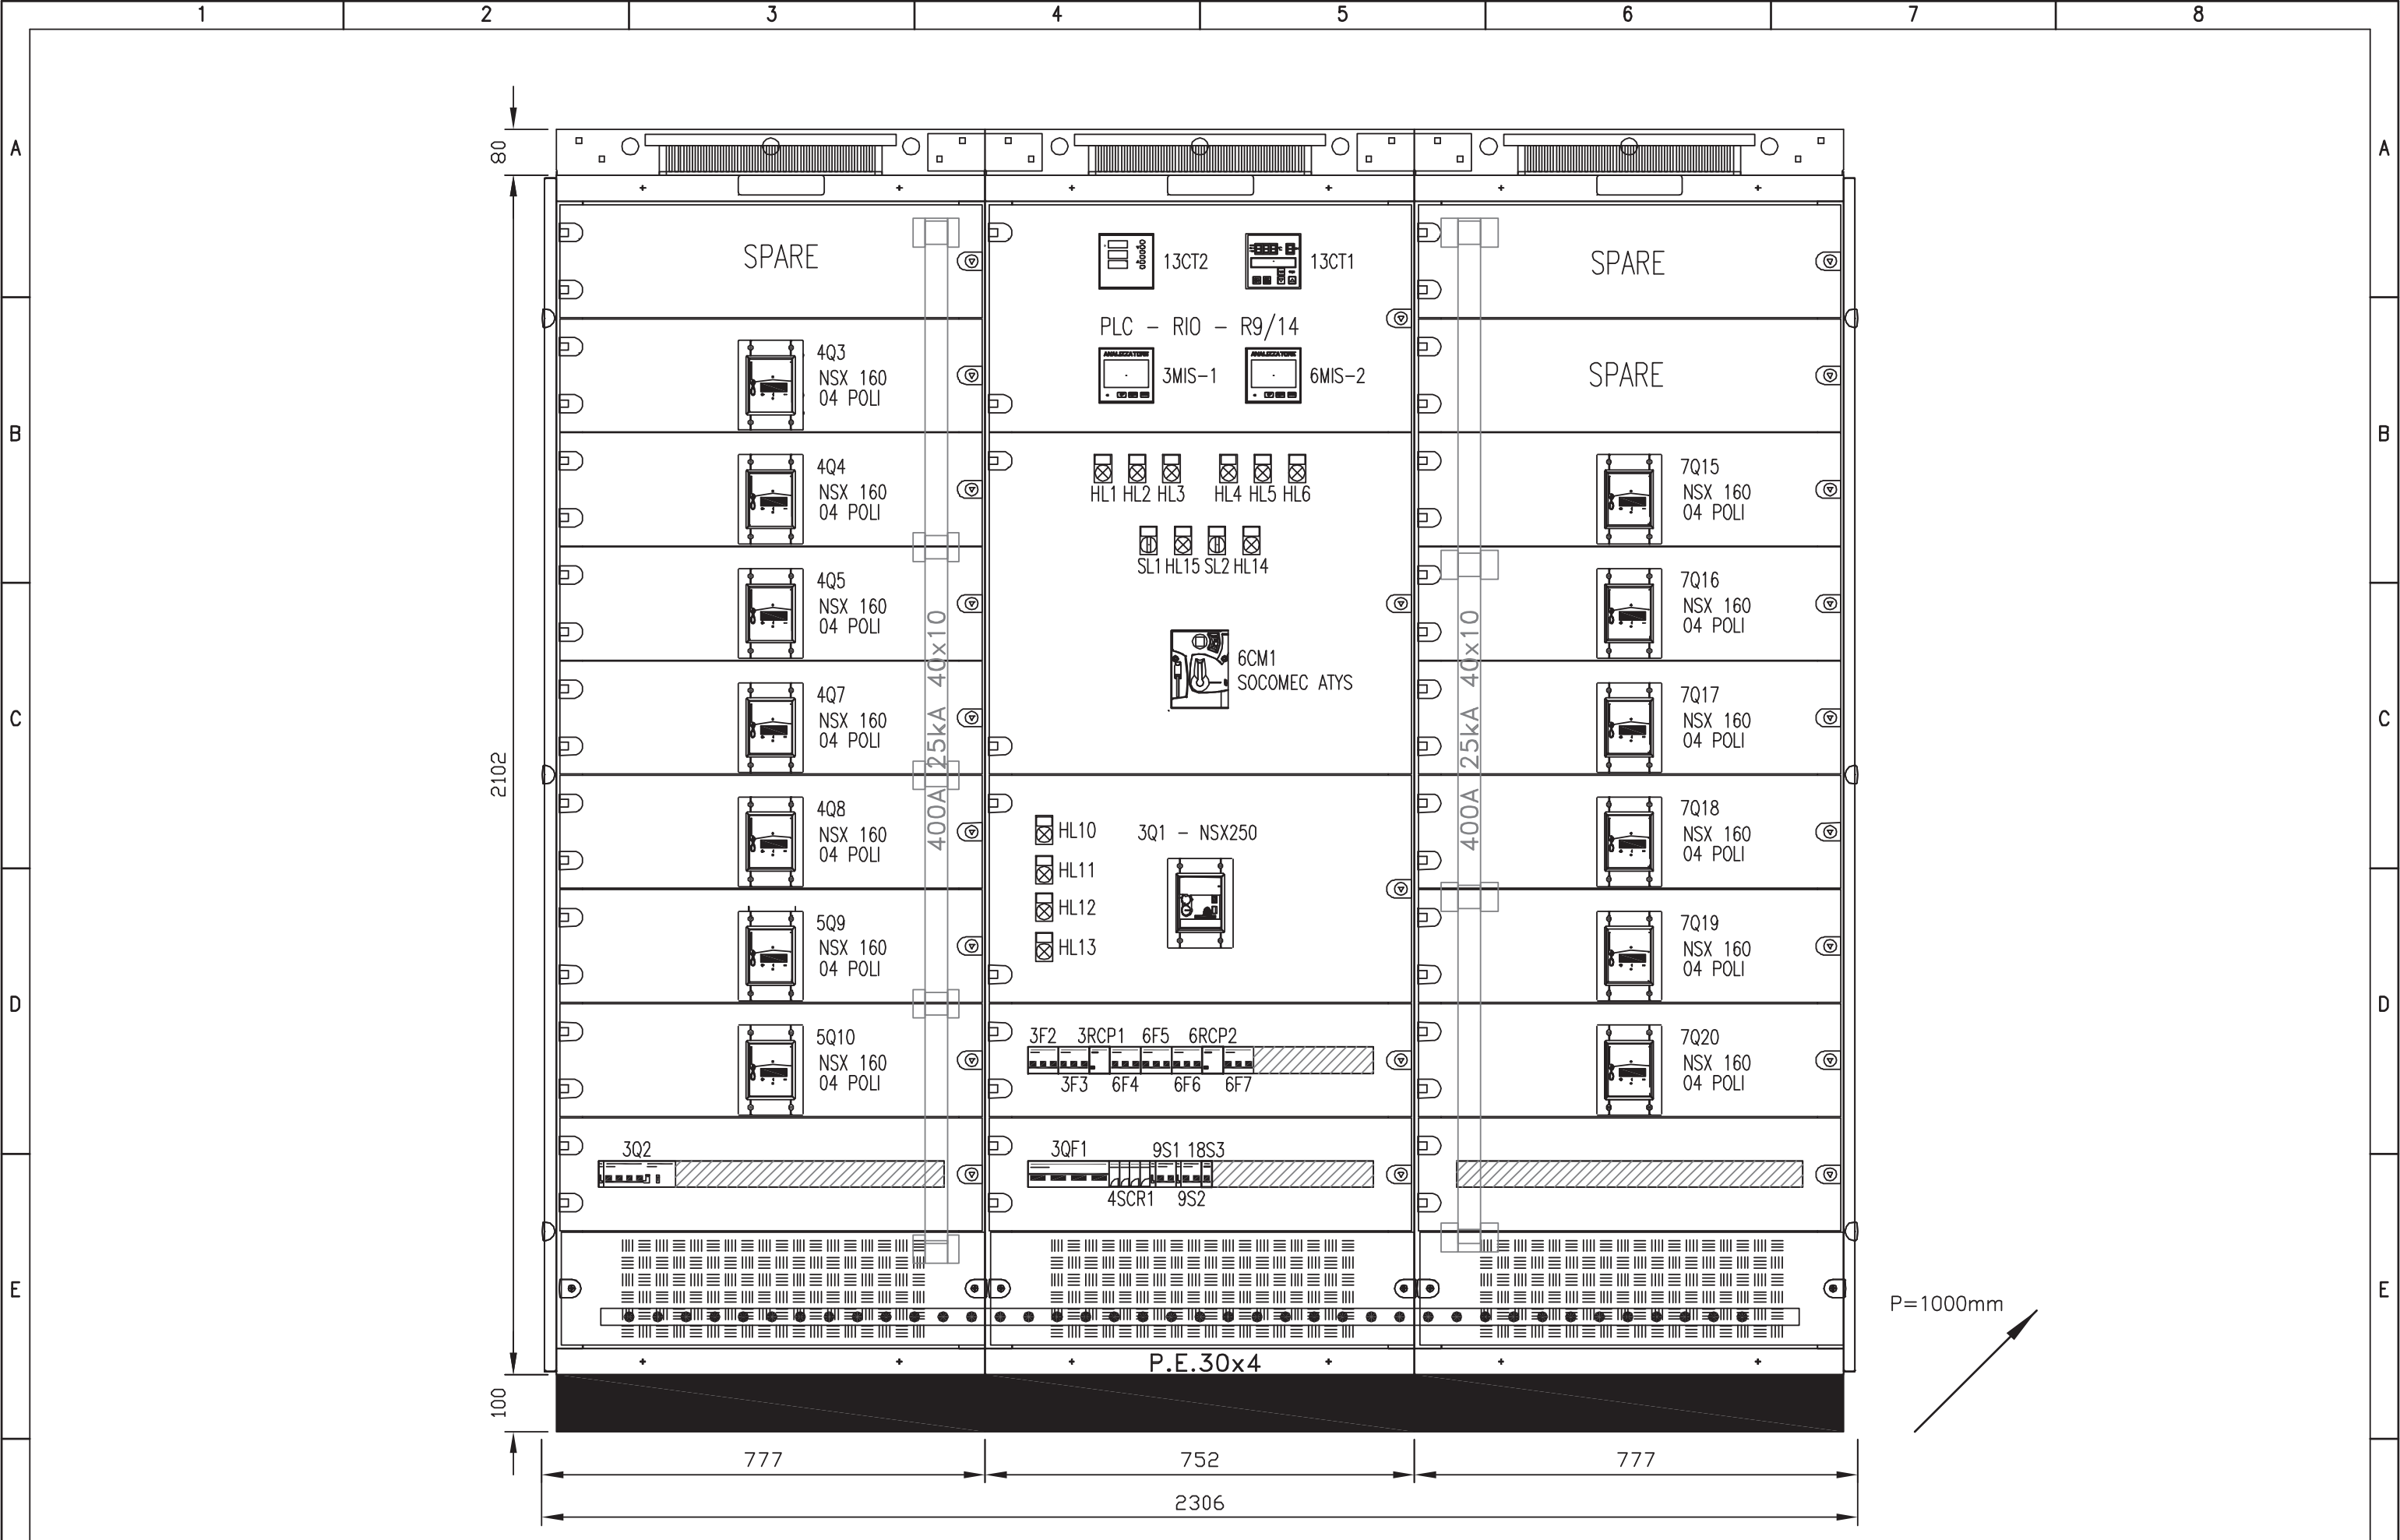 1 2 3 4 5 6 7 8
A A
80
SPARE
13CT2 13CT1
SPARE
PLC - RIO - R9/14
4Q3
NSX 160
04 POLI
ANALIZZATORE ANALIZZATORE
3MIS-1 6MIS-2
SPARE
B B
4Q4
NSX 160
04 POLI
HL1 HL2 HL3 HL4 HL5 HL6
7Q15
NSX 160
04 POLI
SL1 HL15 SL2 HL14
4Q5
NSX 160
04 POLI
7Q16
NSX 160
04 POLI
400A 25kA 40x10
6CM1
SOCOMEC ATYS
400A 25kA 40x10
4Q7
NSX 160
04 POLI
7Q17
NSX 160
04 POLI
C C
2102
4Q8
NSX 160
04 POLI
HL10
3Q1 - NSX250
HL11
HL12
HL13
7Q18
NSX 160
04 POLI
5Q9
NSX 160
04 POLI
7Q19
NSX 160
04 POLI
D D
5Q10
NSX 160
04 POLI
3F2 3RCP1 6F5 6RCP2
3F3 6F4 6F6 6F7
7Q20
NSX 160
04 POLI
3Q2
3QF1 9S1 18S3
4SCR1 9S2
E E
P=1000mm
P.E.30x4
100
777 752 777
2306